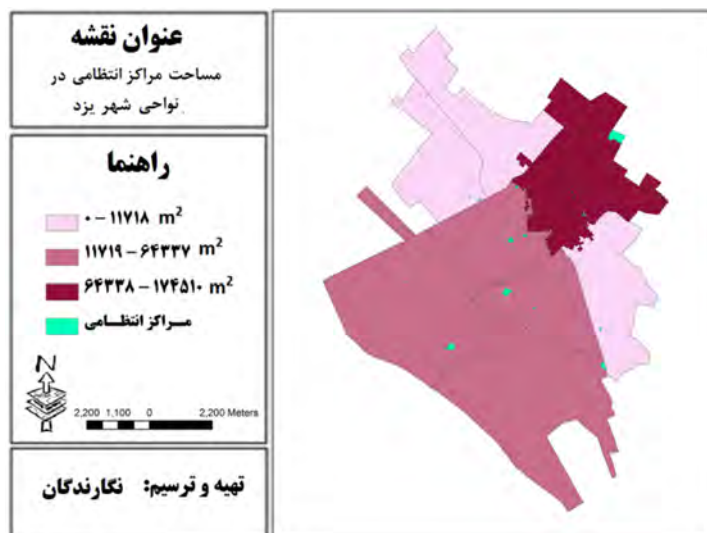 عنوان نقشه
مساحت مراکز انتظامی در
نواحی شهر یزد
راهنما
۰ – ۱۱۷۱۸ m²
۱۱۷۱۹ – ۶۴۳۳۷ m²
۶۴۳۳۸ – ۱۷۴۵۱۰ m²
مراکز انتظامی
N
2,200 1,100 0 2,200 Meters
تهیه و ترسیم: نگارندگان